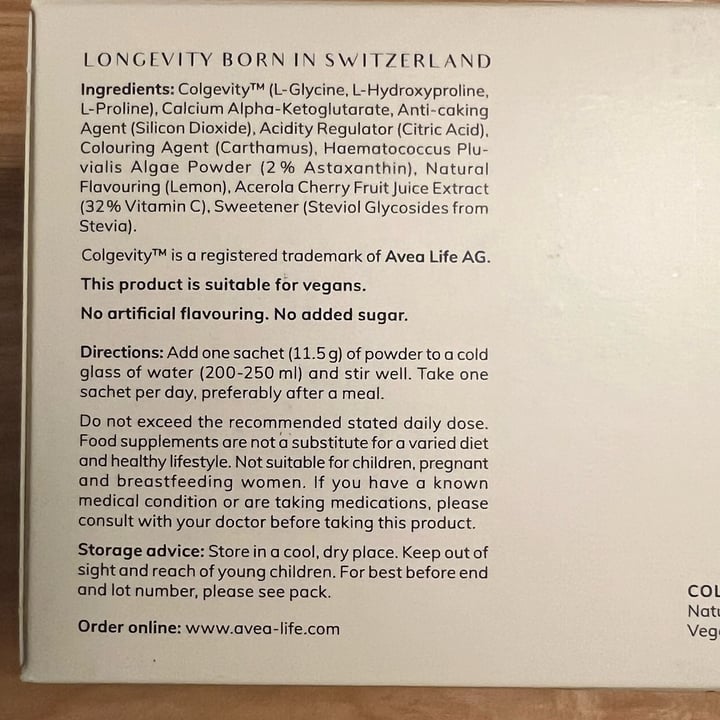 LONGEVITY BORN IN SWITZERLAND
Ingredients: Colgevity™ (L-Glycine, L-Hydroxyproline,
L-Proline), Calcium Alpha-Ketoglutarate, Anti-caking
Agent (Silicon Dioxide), Acidity Regulator (Citric Acid),
Colouring Agent (Carthamus), Haematococcus Plu-
vialis Algae Powder (2% Astaxanthin), Natural
Flavouring (Lemon), Acerola Cherry Fruit Juice Extract
(32% Vitamin C), Sweetener (Steviol Glycosides from
Stevia).
Colgevity™ is a registered trademark of Avea Life AG.
This product is suitable for vegans.
No artificial flavouring. No added sugar.
Directions: Add one sachet (11.5g) of powder to a cold
glass of water (200-250 ml) and stir well. Take one
sachet per day, preferably after a meal.
Do not exceed the recommended stated daily dose.
Food supplements are not a substitute for a varied diet
and healthy lifestyle. Not suitable for children, pregnant
and breastfeeding women. If you have a known
medical condition or are taking medications, please
consult with your doctor before taking this product.
Storage advice: Store in a cool, dry place. Keep out of
sight and reach of young children. For best before end
and lot number, please see pack.
Order online: www.avea-life.com
COL
Natu
Vega